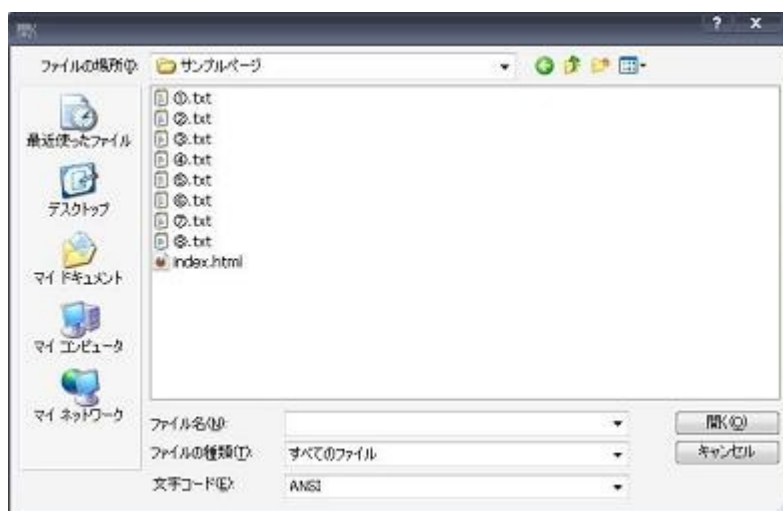 開く
? x
ファイルの場所(I):
サンプルページ
最近使ったファイル
デスクトップ
マイ ドキュメント
マイ コンピュータ
マイ ネットワーク
①.txt
②.txt
③.txt
④.txt
⑤.txt
⑥.txt
⑦.txt
⑧.txt
index.html
ファイル名(N):
開く(O)
ファイルの種類(T):
すべてのファイル
キャンセル
文字コード(E):
ANSI